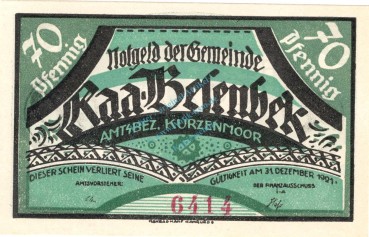 70 Pfennig
70 Pfennig
Notgeld der Gemeinde
Raa-Besenbek
AMTSBEZ. KURZENMOOR
DIESER SCHEIN VERLIERT SEINE GÜLTIGKEIT AM 31. DEZEMBER 1921.
AMTSVORSTEHER:
DER FINANZAUSSCHUSS
I-A
6414